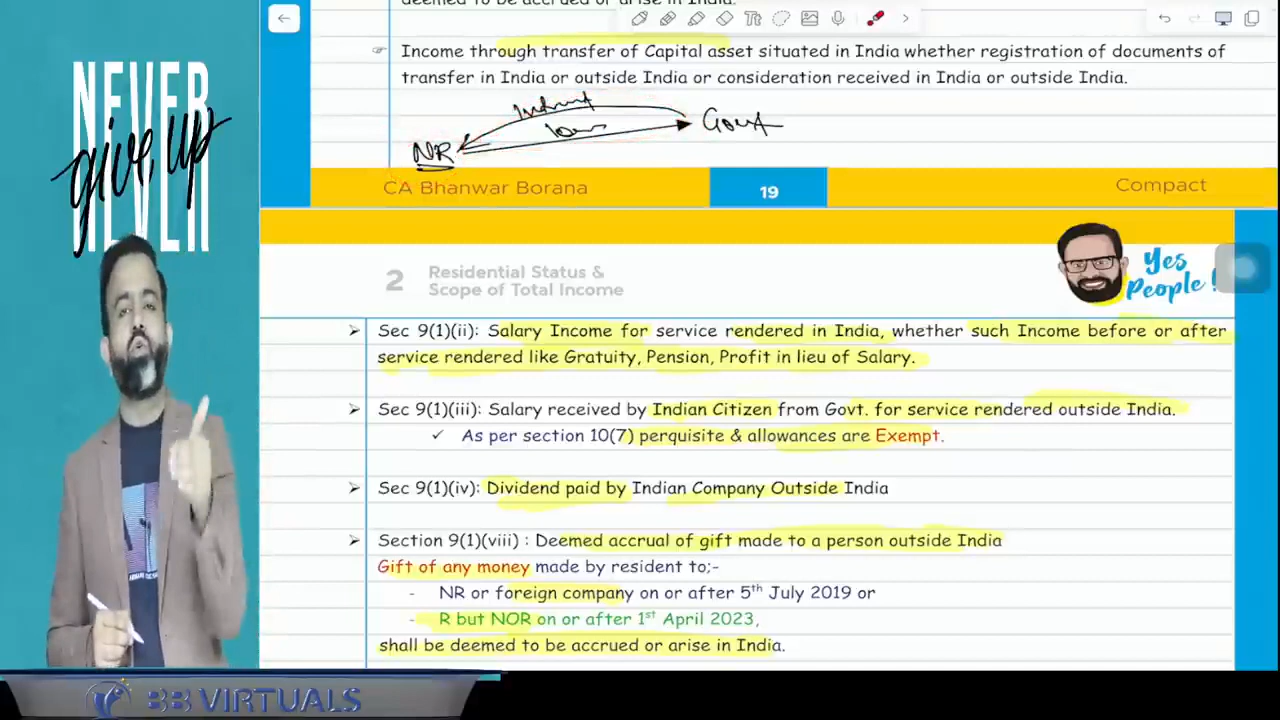 NEVER
give up
NEVER
deemed to be accrued or arise in India.
☞ Income through transfer of Capital asset situated in India whether registration of documents of
transfer in India or outside India or consideration received in India or outside India.
loan
Govt
NR
CA Bhanwar Borana
19
Compact
Yes
People !
2 Residential Status &
Scope of Total Income
➢ Sec 9(1)(ii): Salary Income for service rendered in India, whether such Income before or after
service rendered like Gratuity, Pension, Profit in lieu of Salary.
➢ Sec 9(1)(iii): Salary received by Indian Citizen from Govt. for service rendered outside India.
✓ As per section 10(7) perquisite & allowances are Exempt.
➢ Sec 9(1)(iv): Dividend paid by Indian Company Outside India
➢ Section 9(1)(viii) : Deemed accrual of gift made to a person outside India
Gift of any money made by resident to;-
- NR or foreign company on or after 5th July 2019 or
- R but NOR on or after 1st April 2023,
shall be deemed to be accrued or arise in India.
BB VIRTUALS